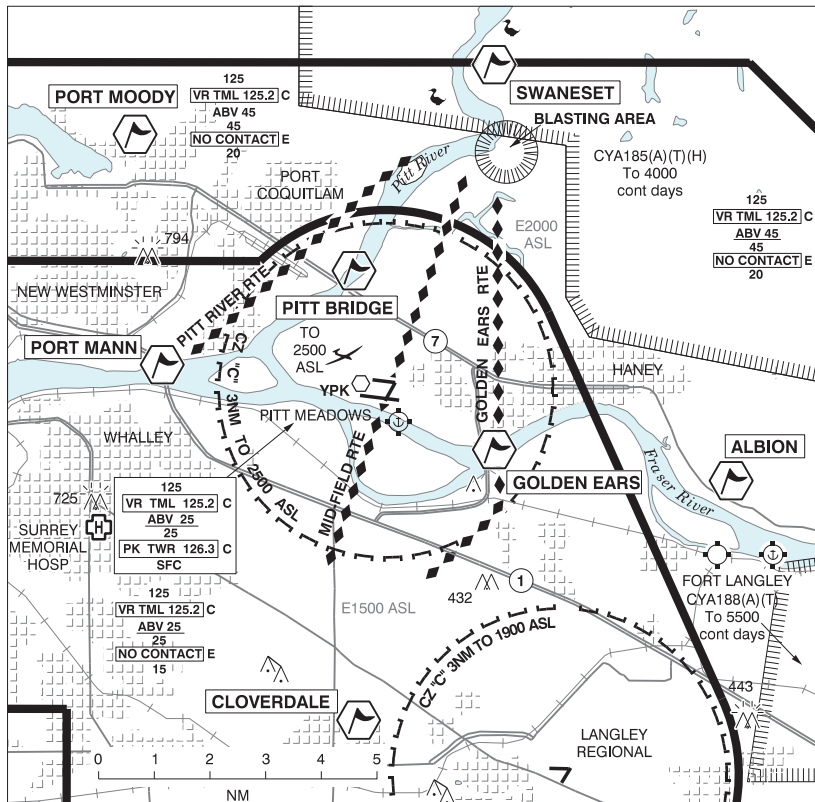 PORT MOODY
125
VR TML 125.2 C
ABV 45
45
NO CONTACT E
20
SWANESET
BLASTING AREA
CYA185(A)(T)(H)
To 4000
cont days
Pitt River
PORT
COQUITLAM
125
VR TML 125.2 C
ABV 45
45
NO CONTACT E
20
E2000
ASL
794
NEW WESTMINSTER
PITT RIVER RTE
PITT BRIDGE
PORT MANN
TO
2500
ASL
7
GOLDEN EARS RTE
HANEY
CZ "C" 3NM TO 2500 ASL
YPK
PITT MEADOWS
MIDFIELD RTE
WHALLEY
ALBION
GOLDEN EARS
Fraser River
725
H
SURREY
MEMORIAL
HOSP
125
VR TML 125.2 C
ABV 25
25
PK TWR 126.3 C
SFC
125
VR TML 125.2 C
ABV 25
25
NO CONTACT E
15
E1500 ASL
432
1
FORT LANGLEY
CYA188(A)(T)
To 5500
cont days
CZ "C" 3NM TO 1900 ASL
CLOVERDALE
443
LANGLEY
REGIONAL
0 1 2 3 4 5
NM